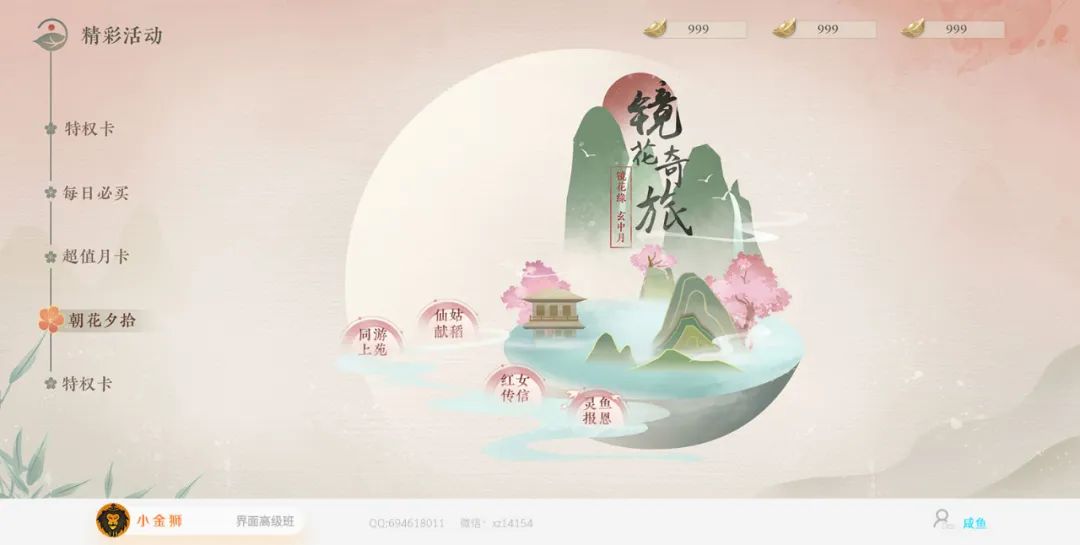 精彩活动
999
999
999
特权卡
每日必买
超值月卡
朝花夕拾
特权卡
镜花奇旅
镜花缘 玄中月
同游
上苑
仙姑
献稻
红女
传信
灵鱼
报恩
小金狮
界面高级班
QQ:694618011
微信: xz14154
咸鱼